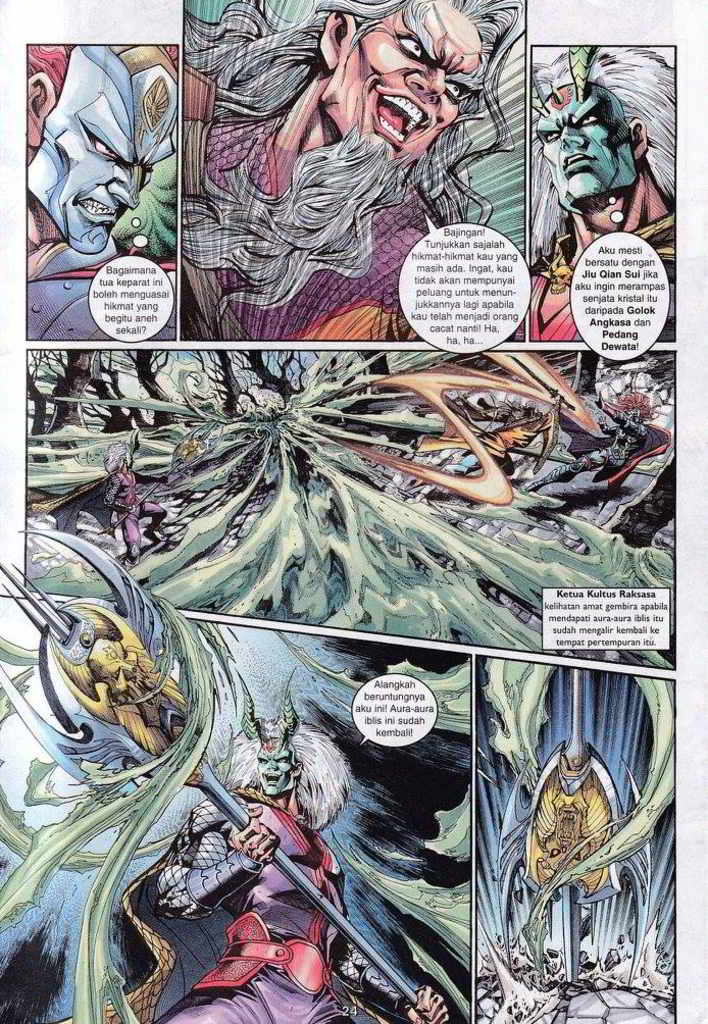 Bagaimana
tua keparat ini
boleh menguasai
hikmat yang
begitu aneh
sekali?
Bajingan!
Tunjukkan sajalah
hikmat-hikmat kau yang
masih ada. Ingat, kau
tidak akan mempunyai
peluang untuk menun-
jukkannya lagi apabila
kau telah menjadi orang
cacat nanti! Ha,
ha, ha...
Aku mesti
bersatu dengan
Jiu Qian Sui jika
aku ingin merampas
senjata kristal itu
daripada Golok
Angkasa dan
Pedang
Dewata!
Ketua Kultus Raksasa
kelihatan amat gembira apabila
mendapati aura-aura iblis itu
sudah mengalir kembali ke
tempat pertempuran itu.
Alangkah
beruntungnya
aku ini! Aura-aura
iblis ini sudah
kembali!
24